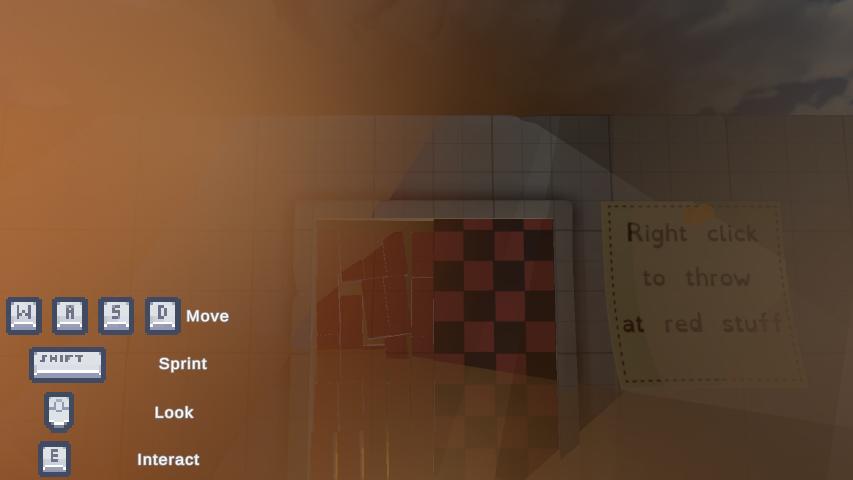 Right click
to throw
at red stuff
W A S D Move
SHIFT Sprint
Look
E Interact